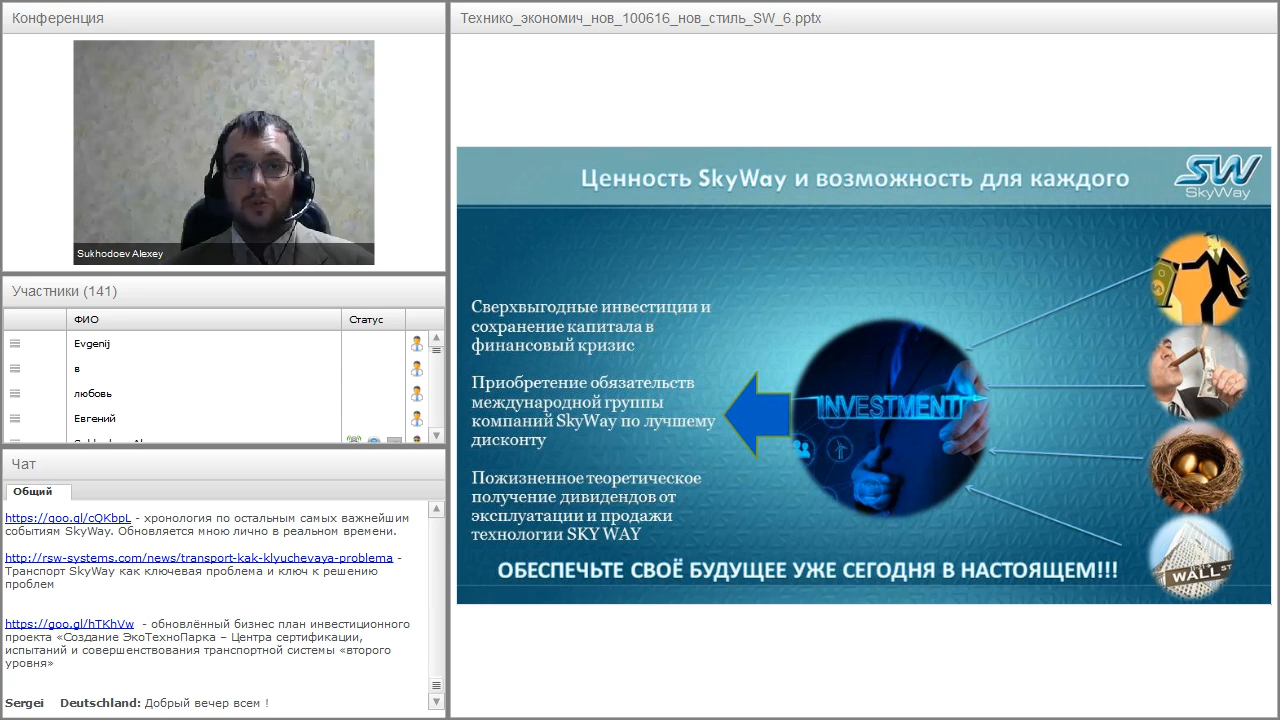 Конференция
Sukhodoev Alexey
Участники (141)
ФИО
Статус
Evgenij
в
любовь
Евгений
Чат
Общий
https://goo.gl/cQKbpL - хронология по остальным самых важнейшим
событиям SkyWay. Обновляется мною лично в реальном времени.
http://rsw-systems.com/news/transport-kak-klyuchevaya-problema -
Транспорт SkyWay как ключевая проблема и ключ к решению
проблем
https://goo.gl/hTKhVw - обновлённый бизнес план инвестиционного
проекта «Создание ЭкоТехноПарка – Центра сертификации,
испытаний и совершенствования транспортной системы «второго
уровня»
Sergei Deutschland: Добрый вечер всем !
Технико_экономич_нов_100616_нов_стиль_SW_6.pptx
Ценность SkyWay и возможность для каждого
SW
SkyWay
Сверхвыгодные инвестиции и
сохранение капитала в
финансовый кризис
Приобретение обязательств
международной группы
компаний SkyWay по лучшему
дисконту
Пожизненное теоретическое
получение дивидендов от
эксплуатации и продажи
технологии SKY WAY
INVESTMENT
WALL ST
ОБЕСПЕЧЬТЕ СВОЁ БУДУЩЕЕ УЖЕ СЕГОДНЯ В НАСТОЯЩЕМ!!!